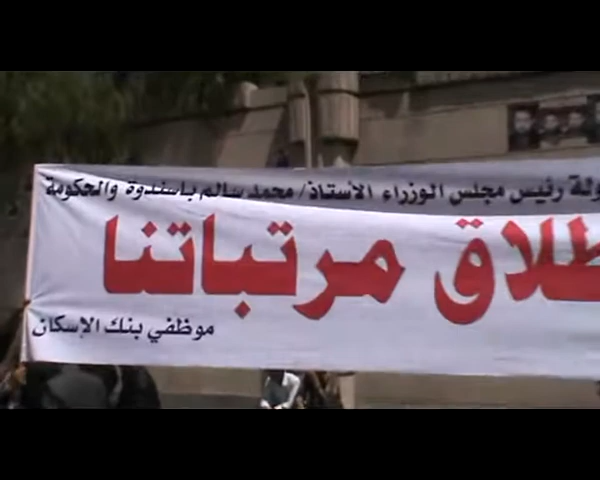 رئيس مجلس الوزراء الأستاذ/ محمد سالم باسندوة والحكومة
مرتباتنا
موظفي بنك الإسكان